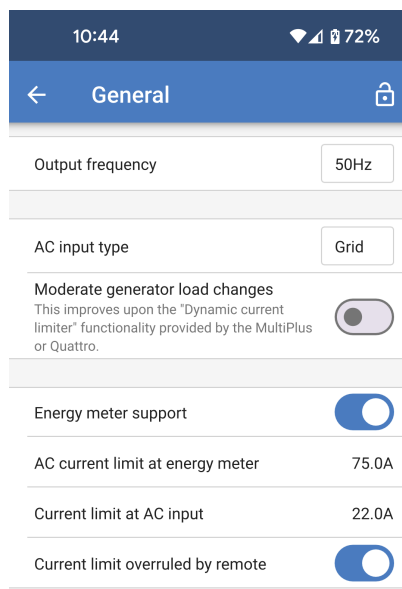 10:44
72%
General
Output frequency
50Hz
AC input type
Grid
Moderate generator load changes
This improves upon the "Dynamic current
limiter" functionality provided by the MultiPlus
or Quattro.
Energy meter support
AC current limit at energy meter
75.0A
Current limit at AC input
22.0A
Current limit overruled by remote